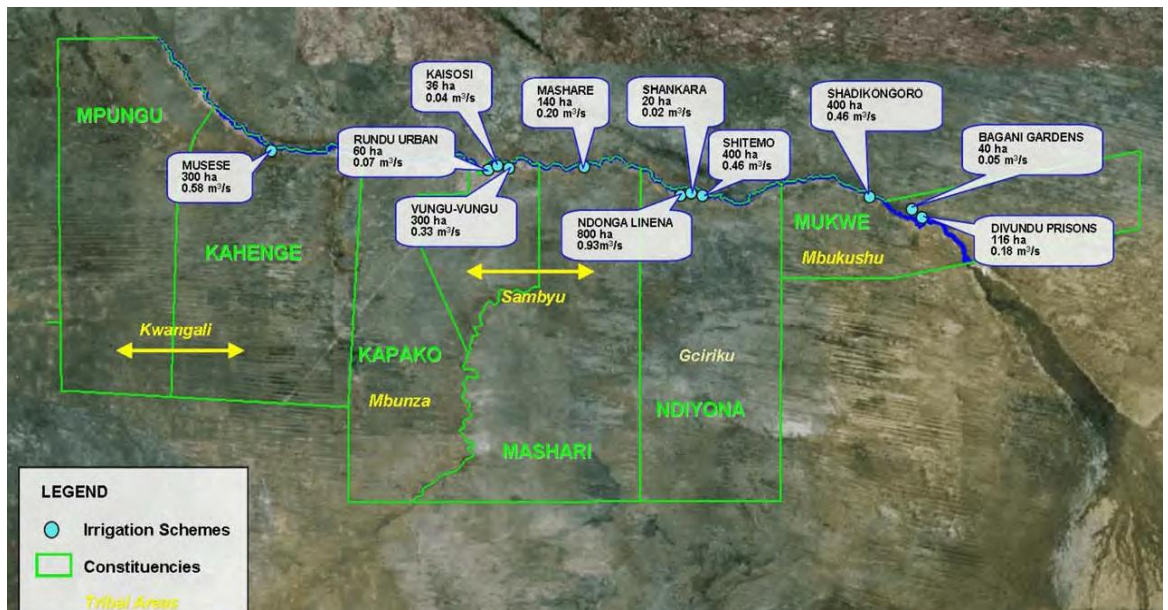 MPUNGU
MUSESE
300 ha
0.58 m³/s
KAHENGE
Kwangali
RUNDU URBAN
60 ha
0.07 m³/s
KAISOSI
36 ha
0.04 m³/s
VUNGU-VUNGU
300 ha
0.33 m³/s
MASHARE
140 ha
0.20 m³/s
Sambyu
KAPAKO
Mbunza
MASHARI
SHANKARA
20 ha
0.02 m³/s
SHITEMO
400 ha
0.46 m³/s
NDONGA LINENA
800 ha
0.93m³/s
Gciriku
NDIYONA
SHADIKONGORO
400 ha
0.46 m³/s
MUKWE
Mbukushu
BAGANI GARDENS
40 ha
0.05 m³/s
DIVUNDU PRISONS
116 ha
0.18 m³/s
LEGEND
Irrigation Schemes
Constituencies
Tribal Areas